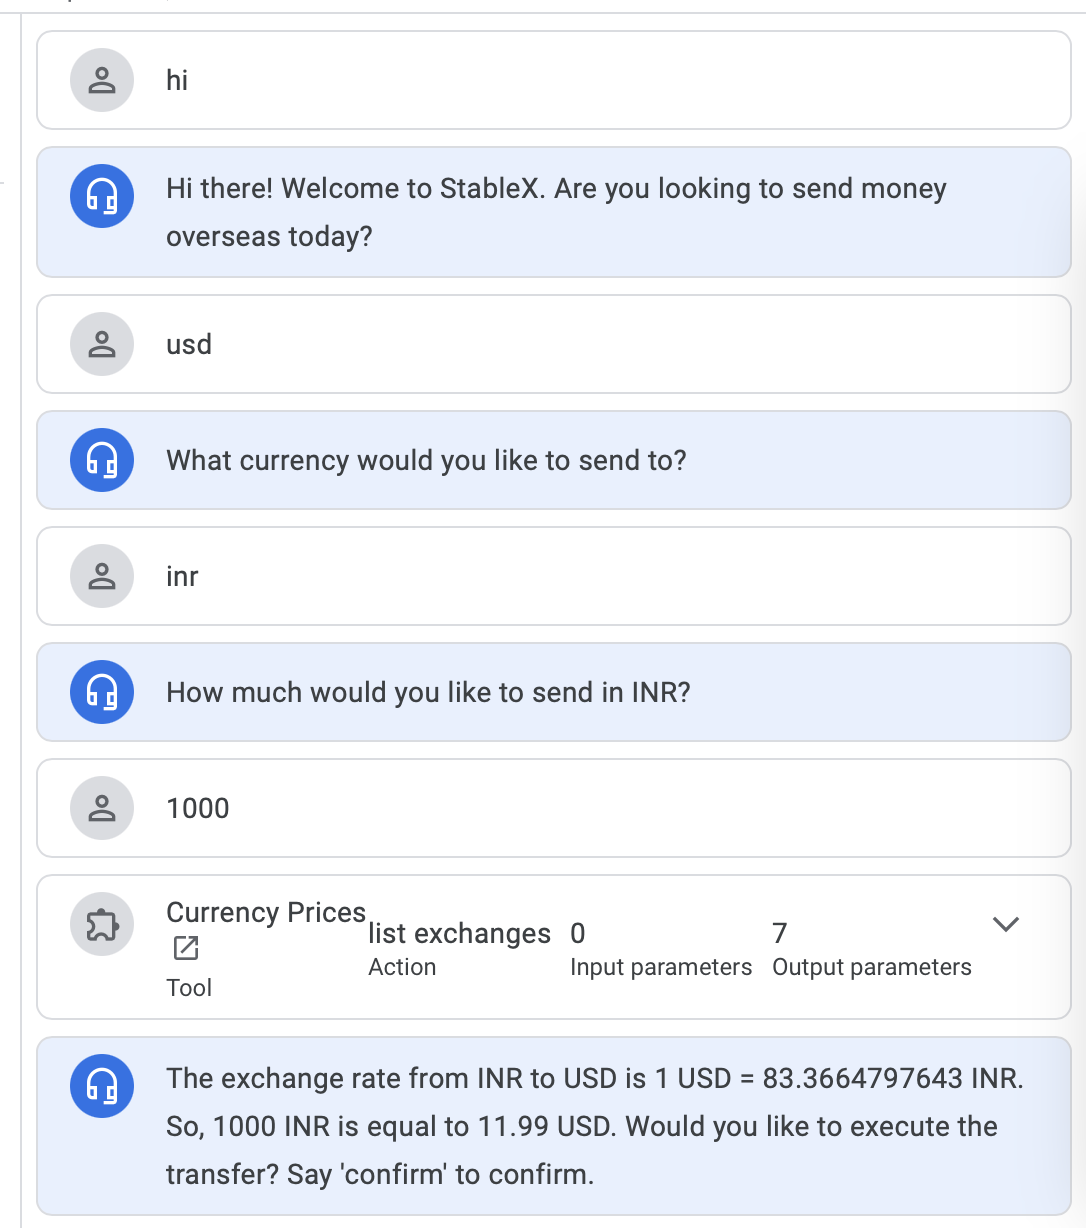 hi
Hi there! Welcome to StableX. Are you looking to send money
overseas today?
usd
What currency would you like to send to?
inr
How much would you like to send in INR?
1000
Currency Prices
list exchanges 0 7
Action Input parameters Output parameters
Tool
The exchange rate from INR to USD is 1 USD = 83.3664797643 INR.
So, 1000 INR is equal to 11.99 USD. Would you like to execute the
transfer? Say 'confirm' to confirm.